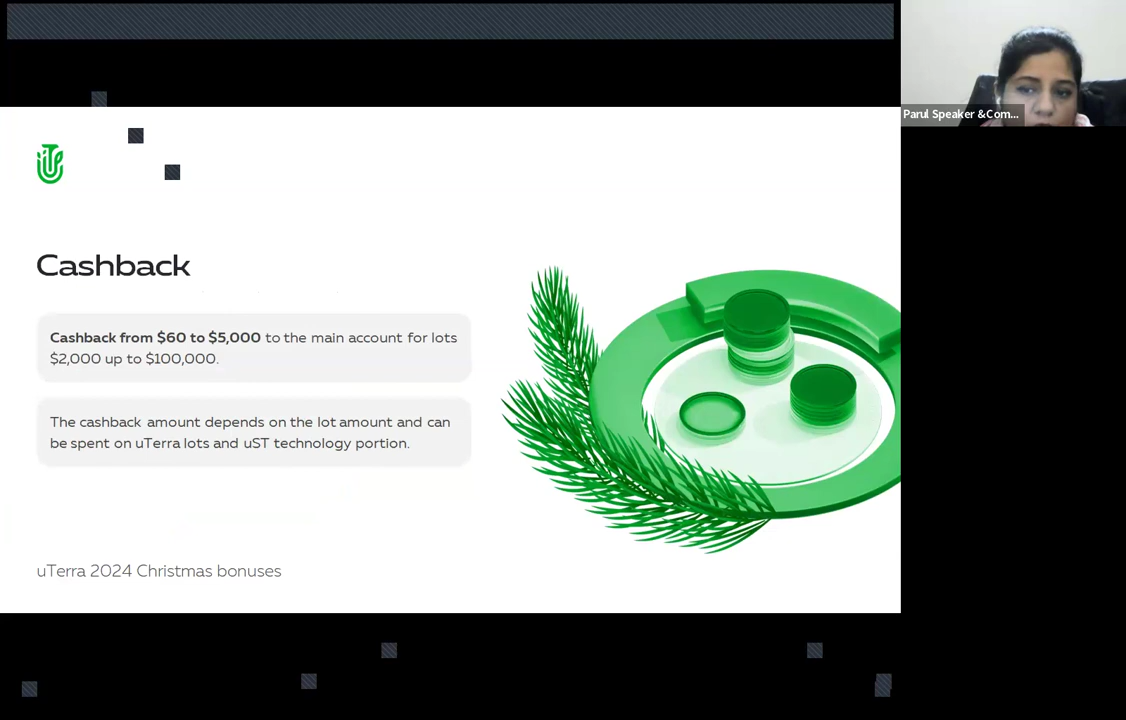 Parul Speaker &Com...
Cashback
Cashback from $60 to $5,000 to the main account for lots
$2,000 up to $100,000.
The cashback amount depends on the lot amount and can
be spent on uTerra lots and uST technology portion.
uTerra 2024 Christmas bonuses